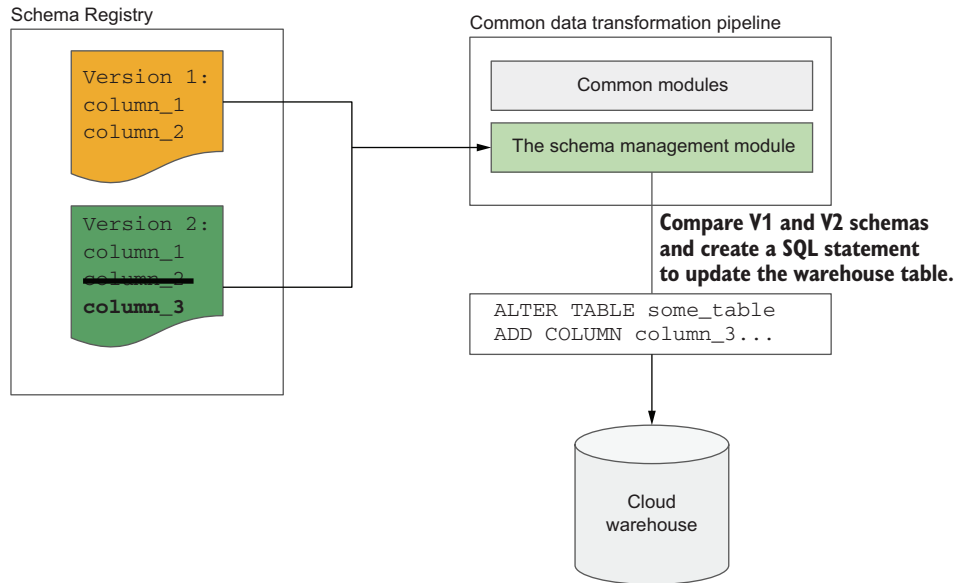 Schema Registry
Version 1:
column_1
column_2
Version 2:
column_1
column_2
column_3
Common data transformation pipeline
Common modules
The schema management module
Compare V1 and V2 schemas
and create a SQL statement
to update the warehouse table.
ALTER TABLE some_table
ADD COLUMN column_3...
Cloud
warehouse